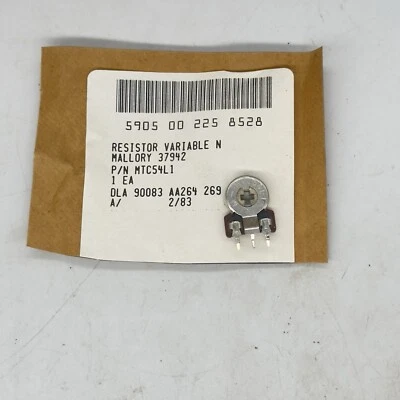 5905 00 225 8528
RESISTOR VARIABLE N
MALLORY 37942
P/N MTC54L1
1 EA
DLA 90083 AA264 269
A/ 2/83